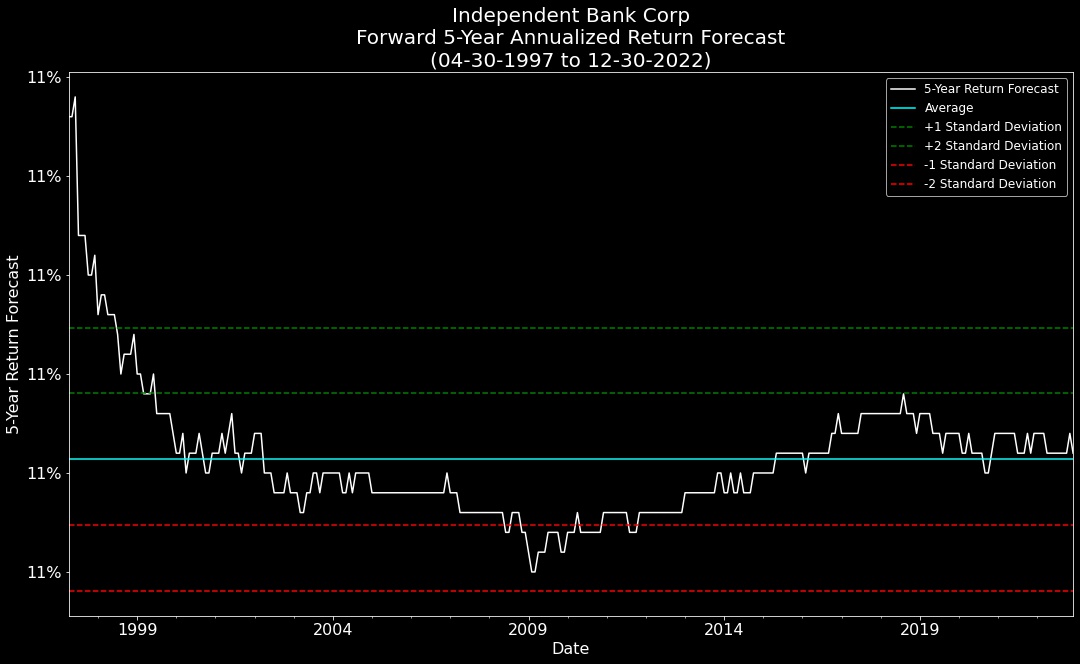 Independent Bank Corp
Forward 5-Year Annualized Return Forecast
(04-30-1997 to 12-30-2022)
5-Year Return Forecast
Average
+1 Standard Deviation
+2 Standard Deviation
-1 Standard Deviation
-2 Standard Deviation
11%
11%
11%
11%
11%
11%
5-Year Return Forecast
1999
2004
2009
2014
2019
Date